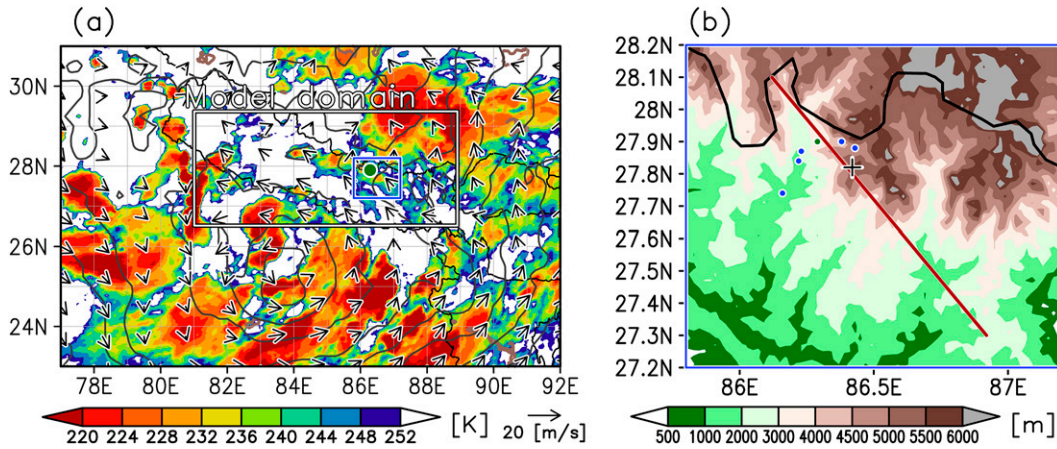 (a)
(b)
Model domain
30N
28N
26N
24N
78E 80E 82E 84E 86E 88E 90E 92E
220 224 228 232 236 240 244 248 252 [K] 20 [m/s]
28.2N
28.1N
28N
27.9N
27.8N
27.7N
27.6N
27.5N
27.4N
27.3N
27.2N
86E 86.5E 87E
500 1000 2000 3000 4000 5000 5500 6000 [m]